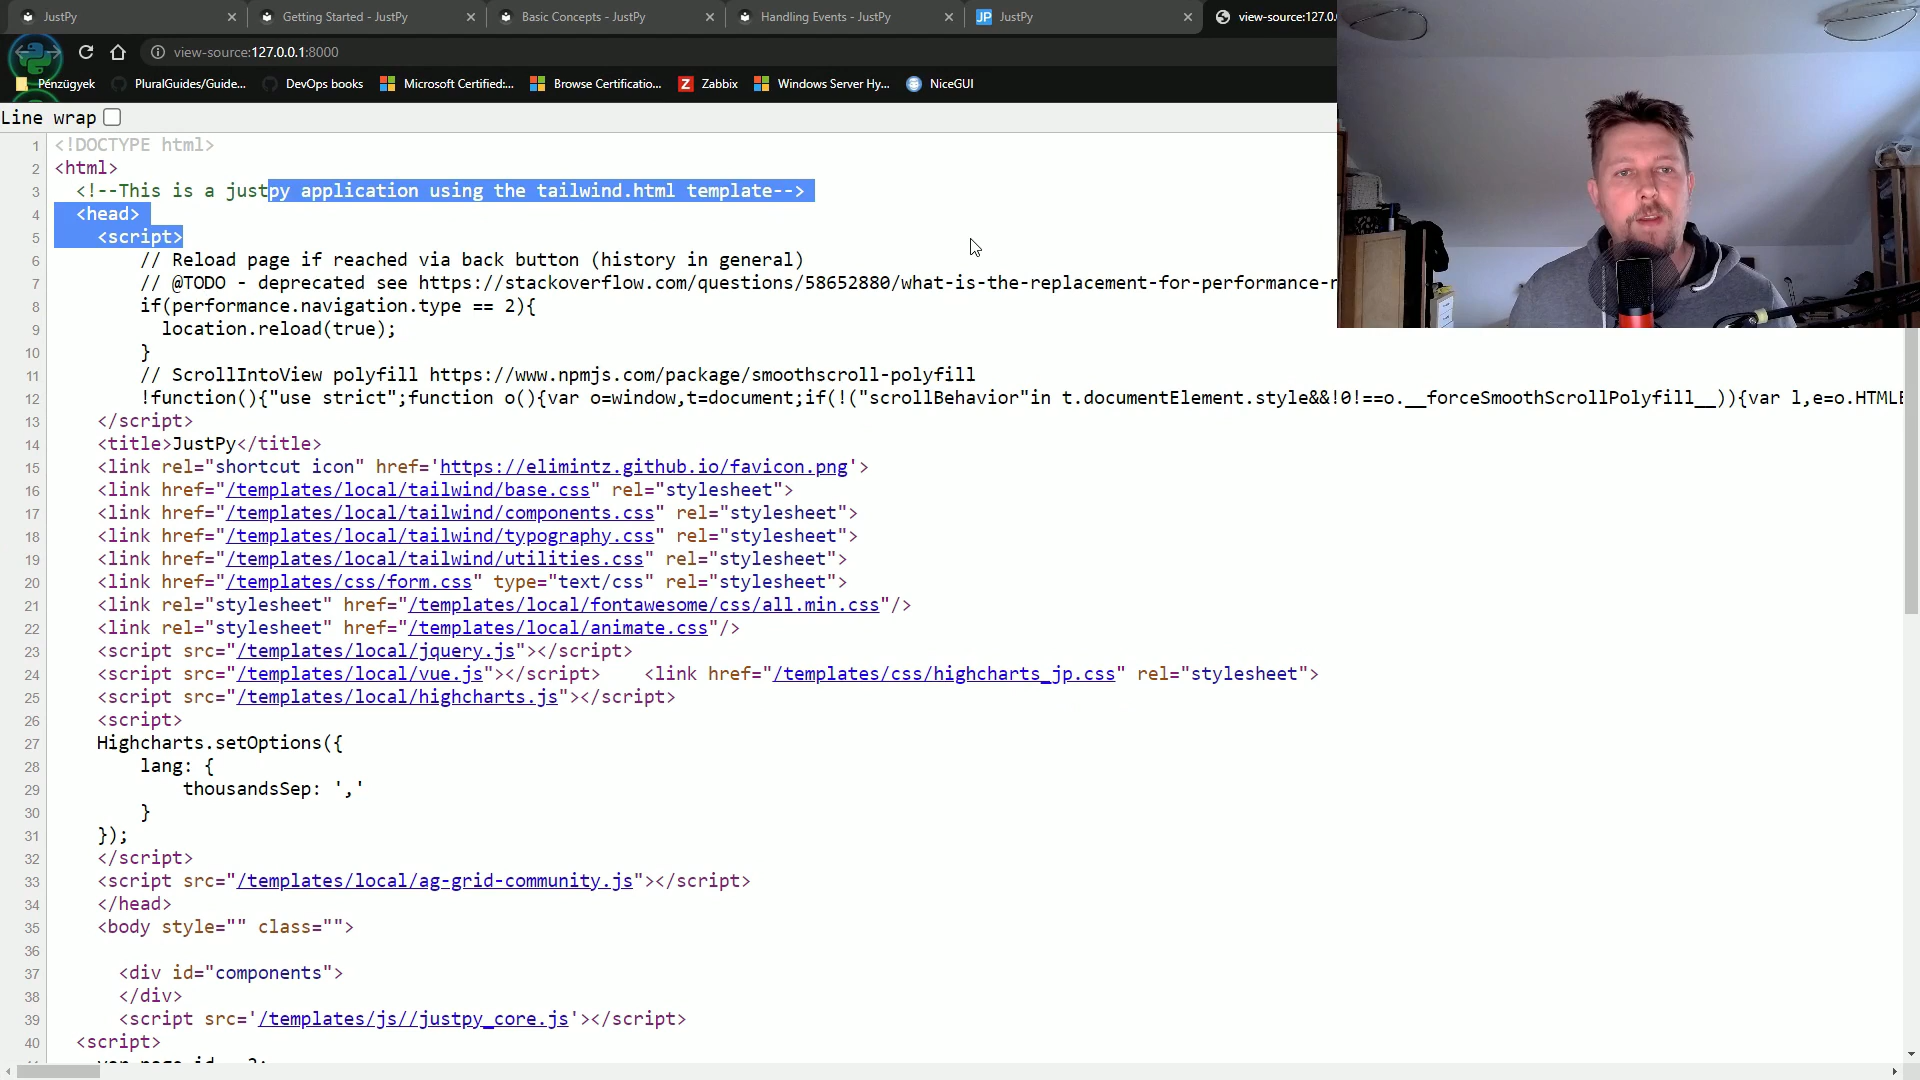 JustPy
Getting Started - JustPy
Basic Concepts - JustPy
Handling Events - JustPy
JP JustPy
view-source:127.0.
view-source:127.0.0.1:8000
Pénzügyek
PluralGuides/Guide...
DevOps books
Microsoft Certified:...
Browse Certificatio...
Z Zabbix
Windows Server Hy...
NiceGUI
Line wrap
1 <!DOCTYPE html>
2 <html>
3 <!--This is a justpy application using the tailwind.html template-->
4 <head>
5 <script>
6 // Reload page if reached via back button (history in general)
7 // @TODO - deprecated see https://stackoverflow.com/questions/58652880/what-is-the-replacement-for-performance-
8 if(performance.navigation.type == 2){
9 location.reload(true);
10 }
11 // ScrollIntoView polyfill https://www.npmjs.com/package/smoothscroll-polyfill
12 !function(){"use strict";function o(){var o=window,t=document;if(!("scrollBehavior"in t.documentElement.style&&!0!==o.__forceSmoothScrollPolyfill__)){var l,e=o.HTMLE
13 </script>
14 <title>JustPy</title>
15 <link rel="shortcut icon" href='https://elimintz.github.io/favicon.png'>
16 <link href="/templates/local/tailwind/base.css" rel="stylesheet">
17 <link href="/templates/local/tailwind/components.css" rel="stylesheet">
18 <link href="/templates/local/tailwind/typography.css" rel="stylesheet">
19 <link href="/templates/local/tailwind/utilities.css" rel="stylesheet">
20 <link href="/templates/css/form.css" type="text/css" rel="stylesheet">
21 <link rel="stylesheet" href="/templates/local/fontawesome/css/all.min.css"/>
22 <link rel="stylesheet" href="/templates/local/animate.css"/>
23 <script src="/templates/local/jquery.js"></script>
24 <script src="/templates/local/vue.js"></script> <link href="/templates/css/highcharts_jp.css" rel="stylesheet">
25 <script src="/templates/local/highcharts.js"></script>
26 <script>
27 Highcharts.setOptions({
28 lang: {
29 thousandsSep: ','
30 }
31 });
32 </script>
33 <script src="/templates/local/ag-grid-community.js"></script>
34 </head>
35 <body style="" class="">
36
37 <div id="components">
38 </div>
39 <script src='/templates/js//justpy_core.js'></script>
40 <script>